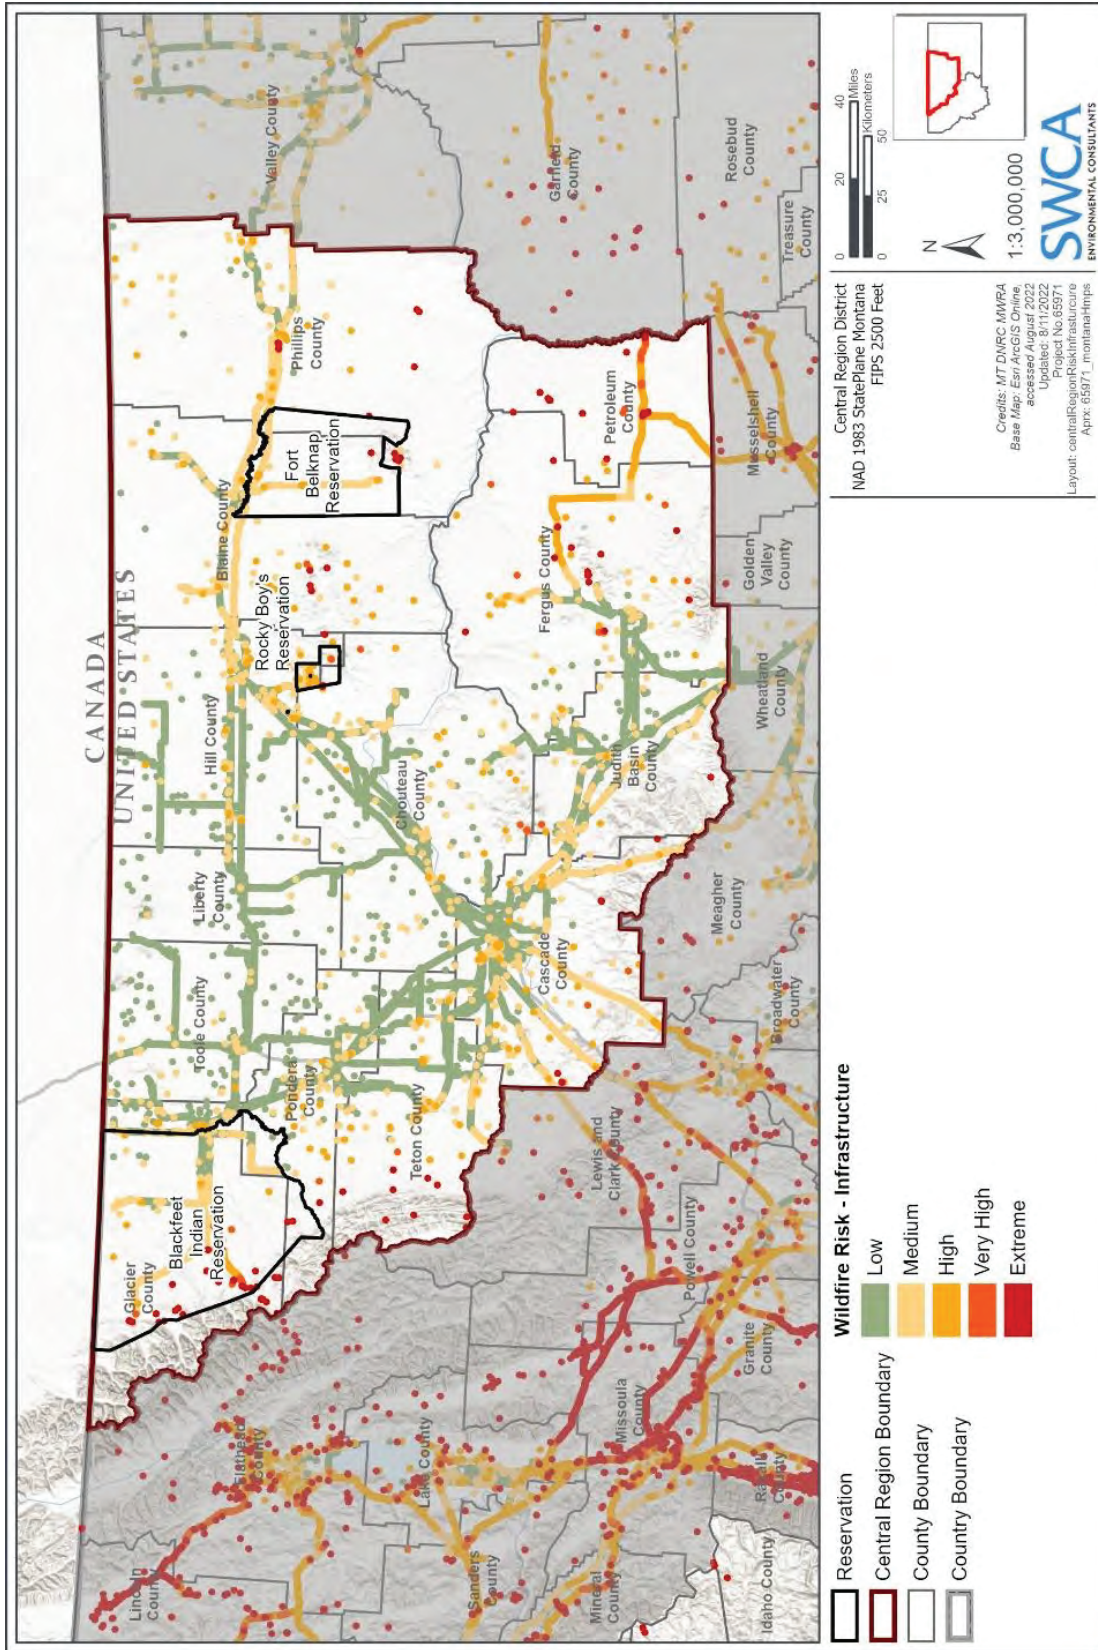 CANADA
UNITED STATES
Lincoln
County
Flathead
County
Glacier
County
Blackfeet
Indian
Reservation
Toole County
Liberty
County
Hill County
Rocky Boy's
Reservation
Blaine County
Fort
Belknap
Reservation
Phillips
County
Valley County
Pondera
County
Teton County
Chouteau
County
Lake County
Sanders
County
Lewis and
Clark County
Cascade
County
Judith
Basin
County
Fergus County
Petroleum
County
Garfield
County
Mineral
County
Missoula
County
Powell County
Meagher
County
Broadwater
County
Granite
County
Ravalli
County
Idaho County
Wheatland
County
Golden
Valley
County
Musselshell
County
Treasure
County
Rosebud
County
Reservation
Central Region Boundary
County Boundary
Country Boundary
Wildfire Risk - Infrastructure
Low
Medium
High
Very High
Extreme
Central Region District
NAD 1983 StatePlane Montana
FIPS 2500 Feet
Credits: MT DNRC MWRA
Base Map: Esri ArcGIS Online,
accessed August 2022
Updated: 8/11/2022
Project No.65971
Layout: centralRegionRiskInfrasturcure
Aprx: 65971_montanaHmps
0 20 40
Miles
Kilometers
0 25 50
N
1:3,000,000
SWCA
ENVIRONMENTAL CONSULTANTS